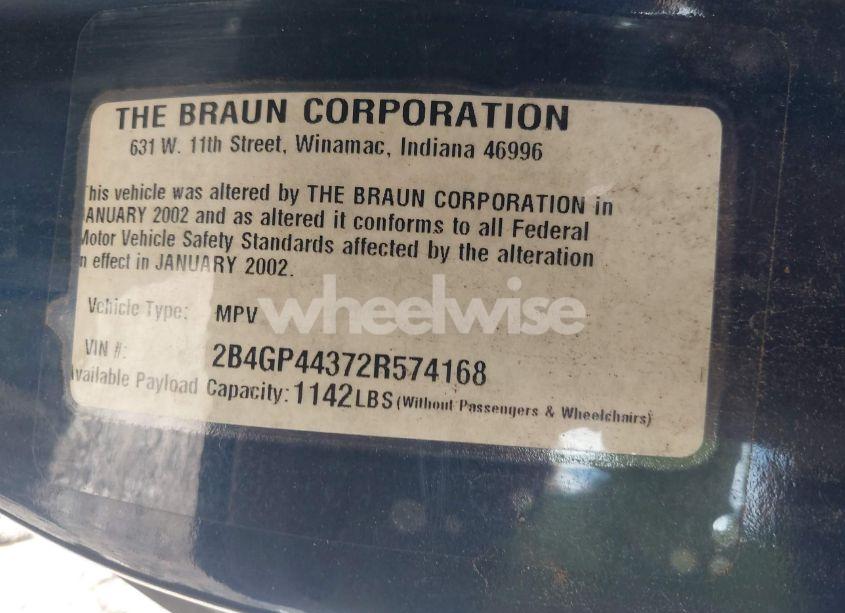 THE BRAUN CORPORATION
631 W. 11th Street, Winamac, Indiana 46996
his vehicle was altered by THE BRAUN CORPORATION in
ANUARY 2002 and as altered it conforms to all Federal
Motor Vehicle Safety Standards affected by the alteration
n effect in JANUARY 2002.
Vehicle Type: MPV
wheelwise
VIN #: 2B4GP44372R574168
vailable Payload Capacity: 1142LBS (Without Passengers & Wheelchairs)